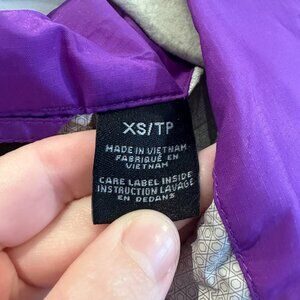 XS/TP
MADE IN VIETNAM
FABRIQUÉ EN
VIETNAM
CARE LABEL INSIDE
INSTRUCTION LAVAGE
EN DEDANS